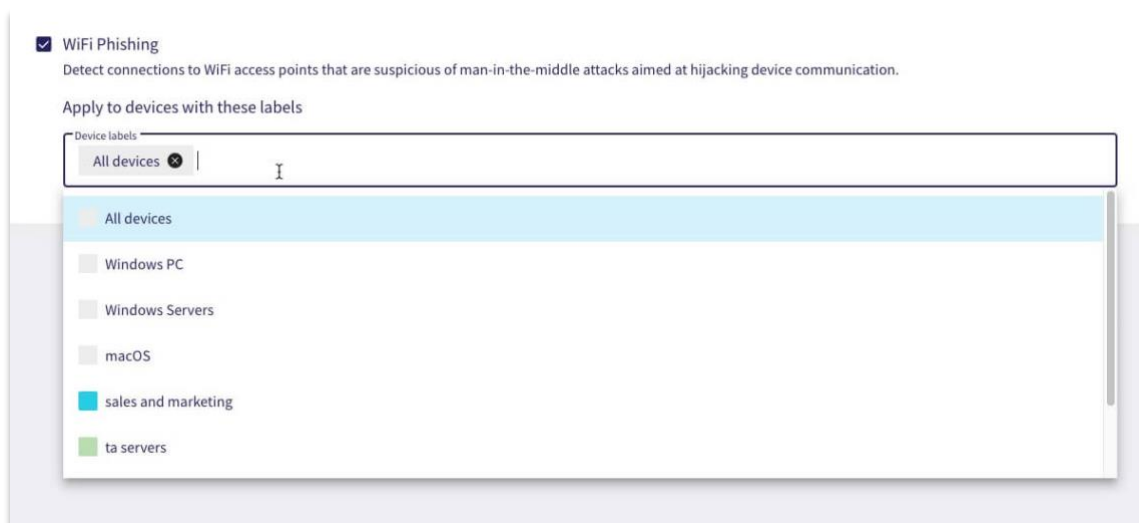 WiFi Phishing
Detect connections to WiFi access points that are suspicious of man-in-the-middle attacks aimed at hijacking device communication.
Apply to devices with these labels
Device labels
All devices
All devices
Windows PC
Windows Servers
macOS
sales and marketing
ta servers